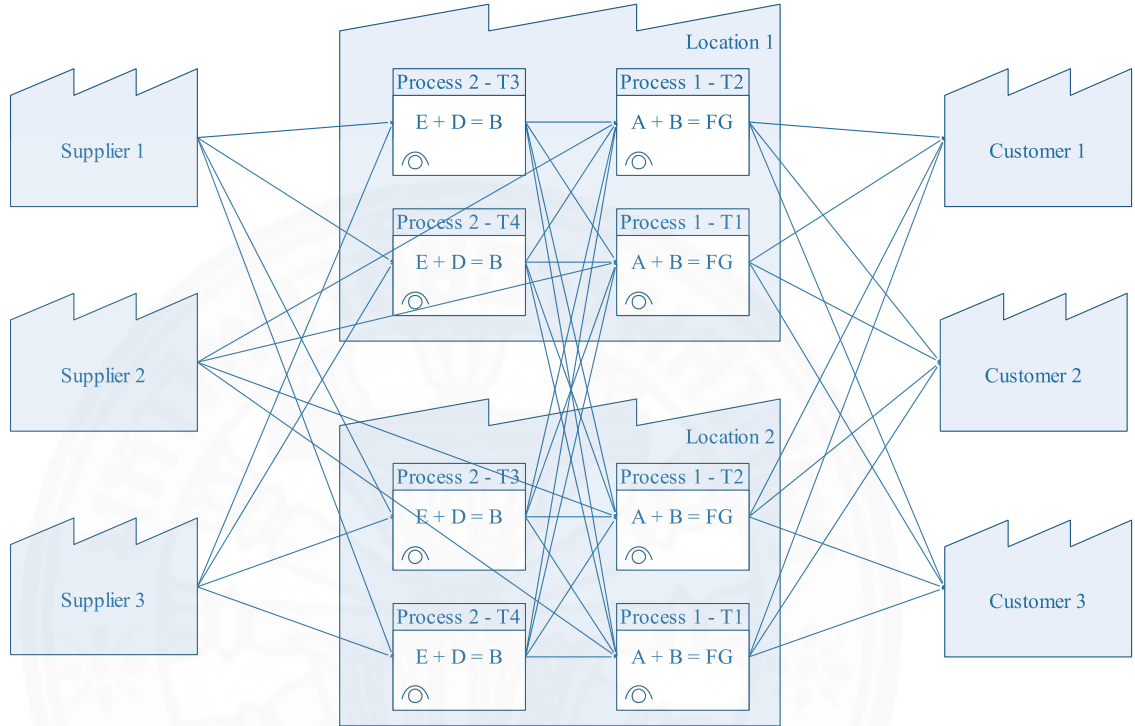 Location 1
Process 2 - T3
Process 1 - T2
E + D = B
A + B = FG
Supplier 1
Customer 1
Process 2 - T4
Process 1 - T1
E + D = B
A + B = FG
Supplier 2
Customer 2
Location 2
Process 2 - T3
Process 1 - T2
E + D = B
A + B = FG
Supplier 3
Customer 3
Process 2 - T4
Process 1 - T1
E + D = B
A + B = FG